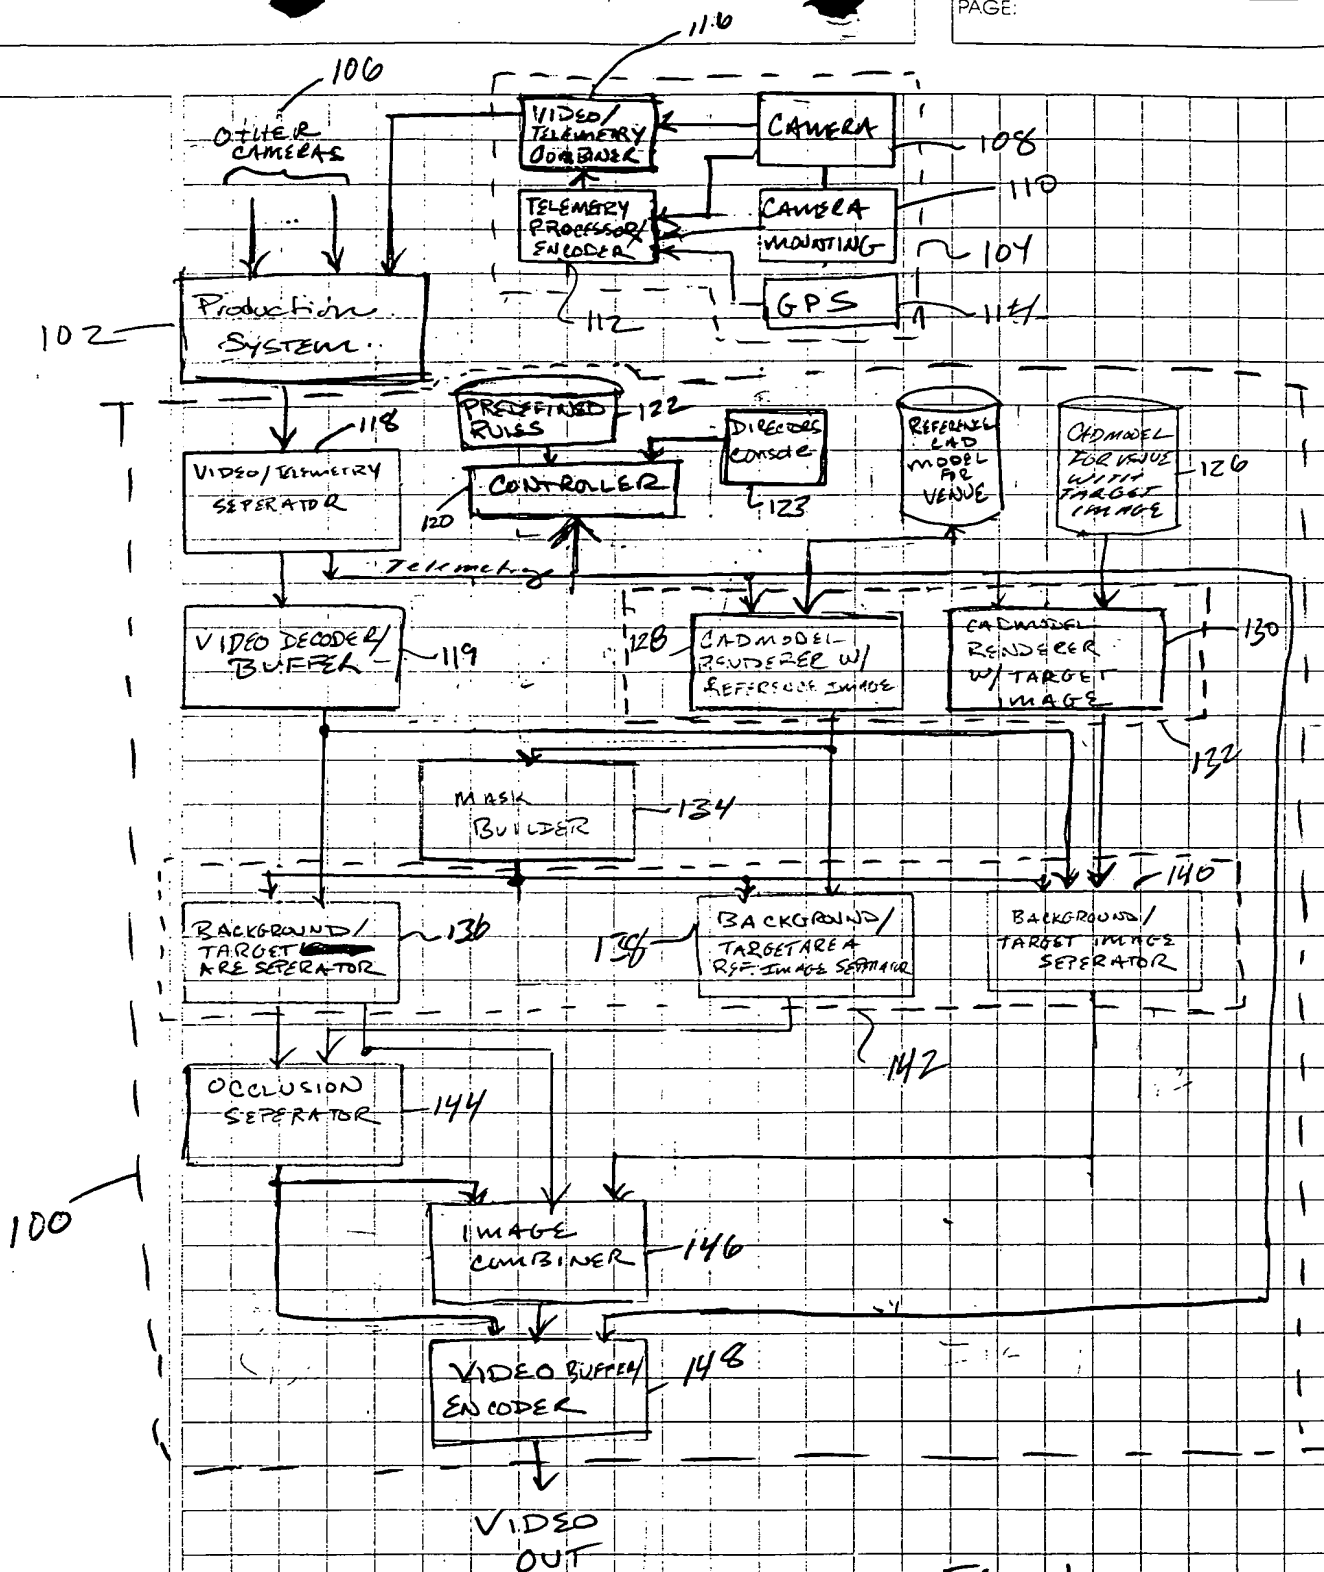 PAGE:
116
106
OTHER
CAMERAS
...
VIDEO/
TELEMETRY
COMBINER
CAMERA
108
TELEMETRY
PROCESSOR/
ENCODER
CAMERA
MOUNTING
110
104
112
GPS
114
102
Production
SYSTEM
118
PREDEFINED
RULES
122
DIRECTORS
console
123
REFERENCE
CAD
MODEL
FOR
VENUE
CADMODEL
FOR VENUE
WITH
TARGET
IMAGE
126
VIDEO/TELEMETRY
SEPERATOR
CONTROLLER
120
Telemetry
VIDEO DECODER/
BUFFER
119
128
CADMODEL
RENDERER W/
REFERENCE IMAGE
CADMODEL
RENDERER
W/TARGET
IMAGE
130
132
MASK
BUILDER
134
140
BACKGROUND/
TARGET
ARE SEPERATOR
136
138
BACKGROUND/
TARGETAREA
REF. IMAGE SEPERATOR
BACKGROUND/
TARGET IMAGE
SEPERATOR
142
OCCLUSION
SEPERATOR
144
100
IMAGE
COMBINER
146
VIDEO BUFFER/
ENCODER
148
VIDEO
OUT